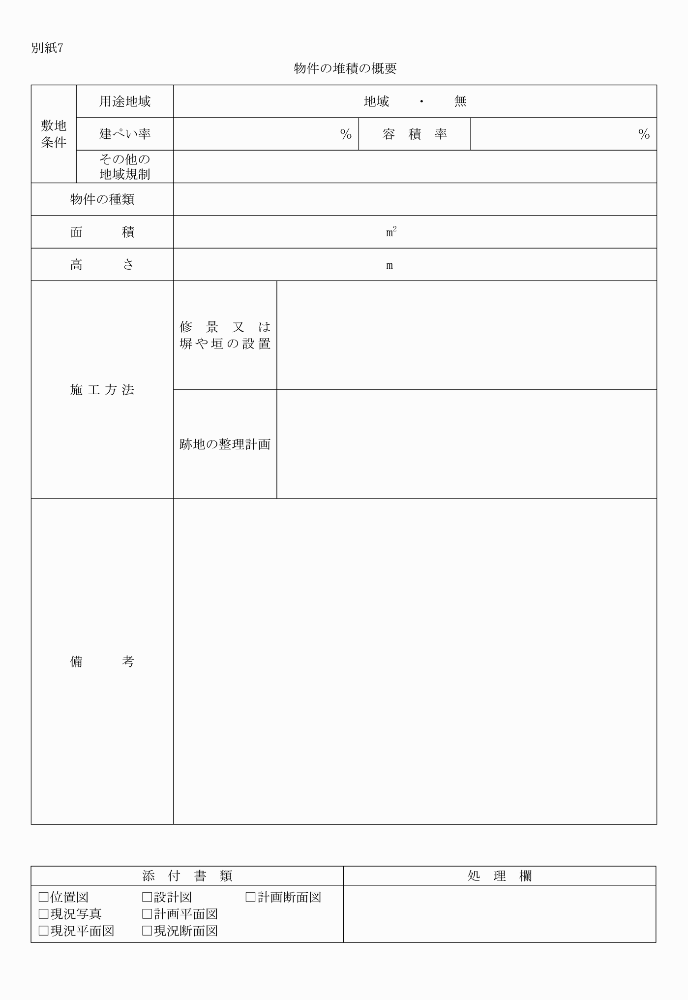 別紙7
物件の堆積の概要
敷地
条件
用途地域
地域　・　無
建ぺい率
％
容　積　率
％
その他の
地域規制
物件の種類
面　　　積
m²
高　　　さ
m
施 工 方 法
修　景　又　は
塀や垣の設置
跡地の整理計画
備　　　考
添　付　書　類
処　理　欄
□位置図　□設計図　□計画断面図
□現況写真　□計画平面図
□現況平面図　□現況断面図